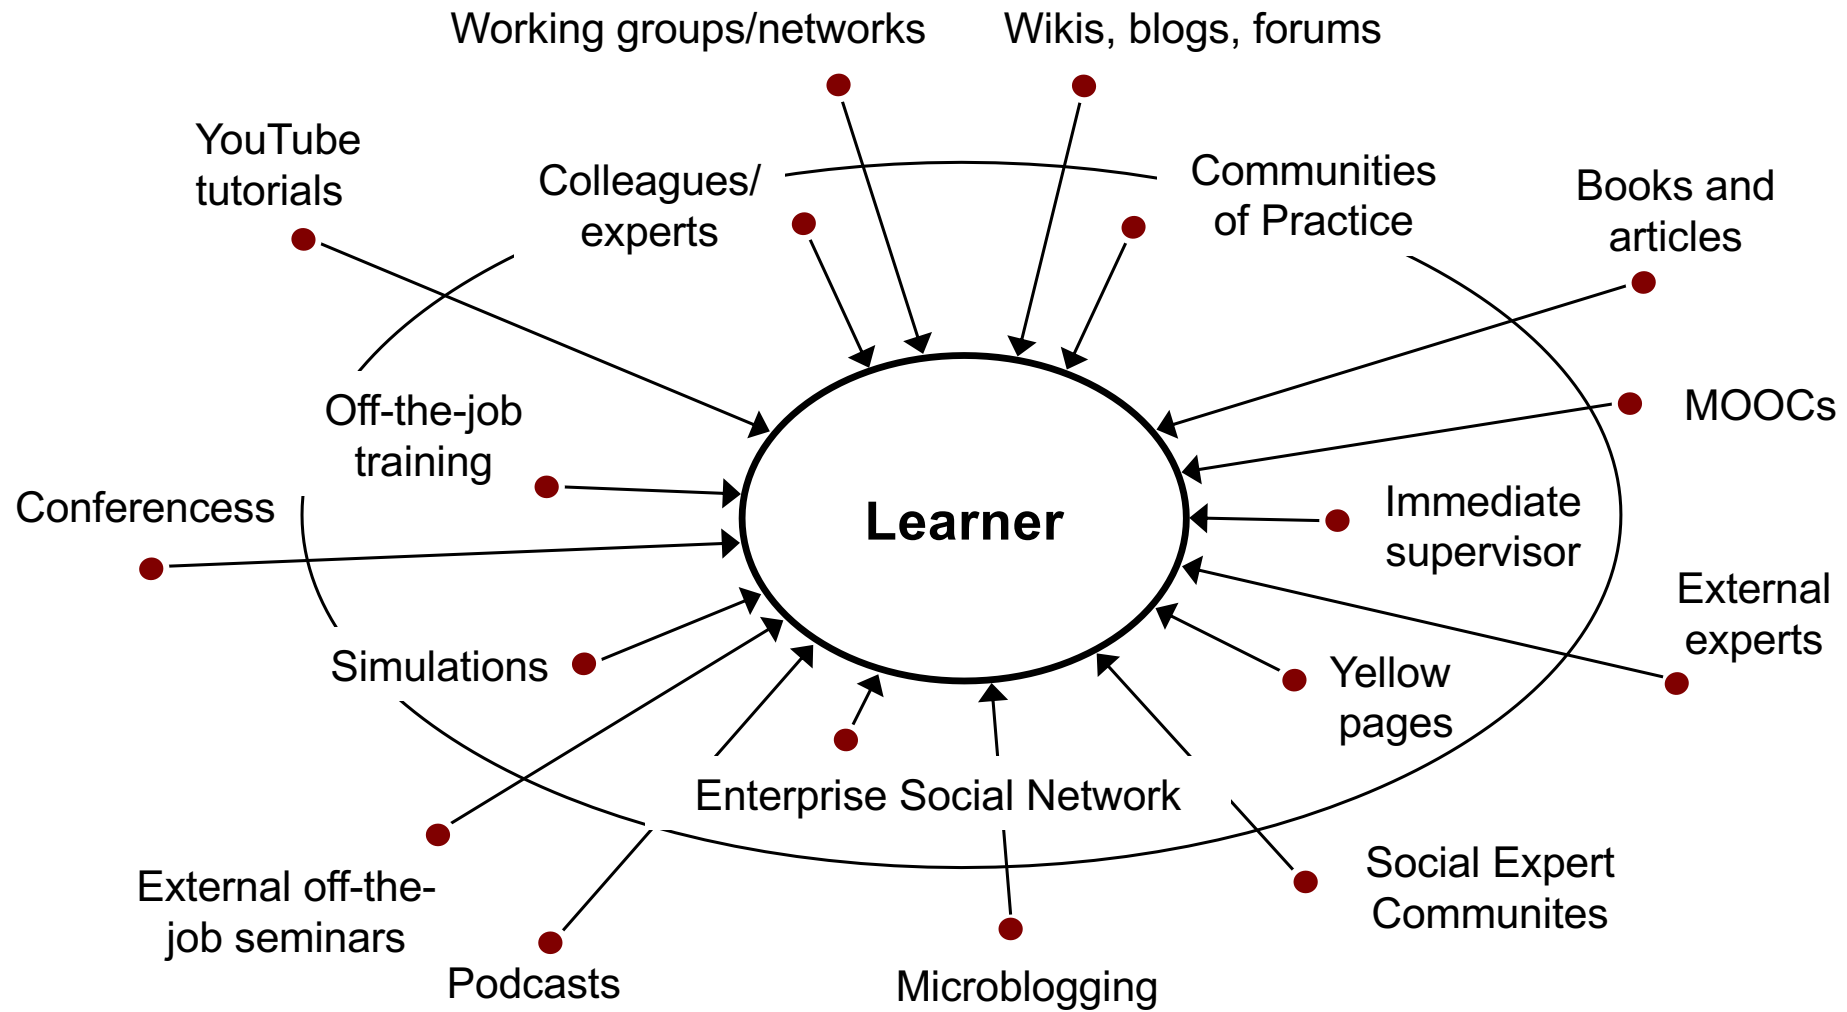 Working groups/networks
Wikis, blogs, forums
YouTube
tutorials
Colleagues/
experts
Communities
of Practice
Books and
articles
Off-the-job
training
MOOCs
Conferencess
Learner
Immediate
supervisor
External
experts
Simulations
Yellow
pages
Enterprise Social Network
External off-the-
job seminars
Social Expert
Communites
Podcasts
Microblogging